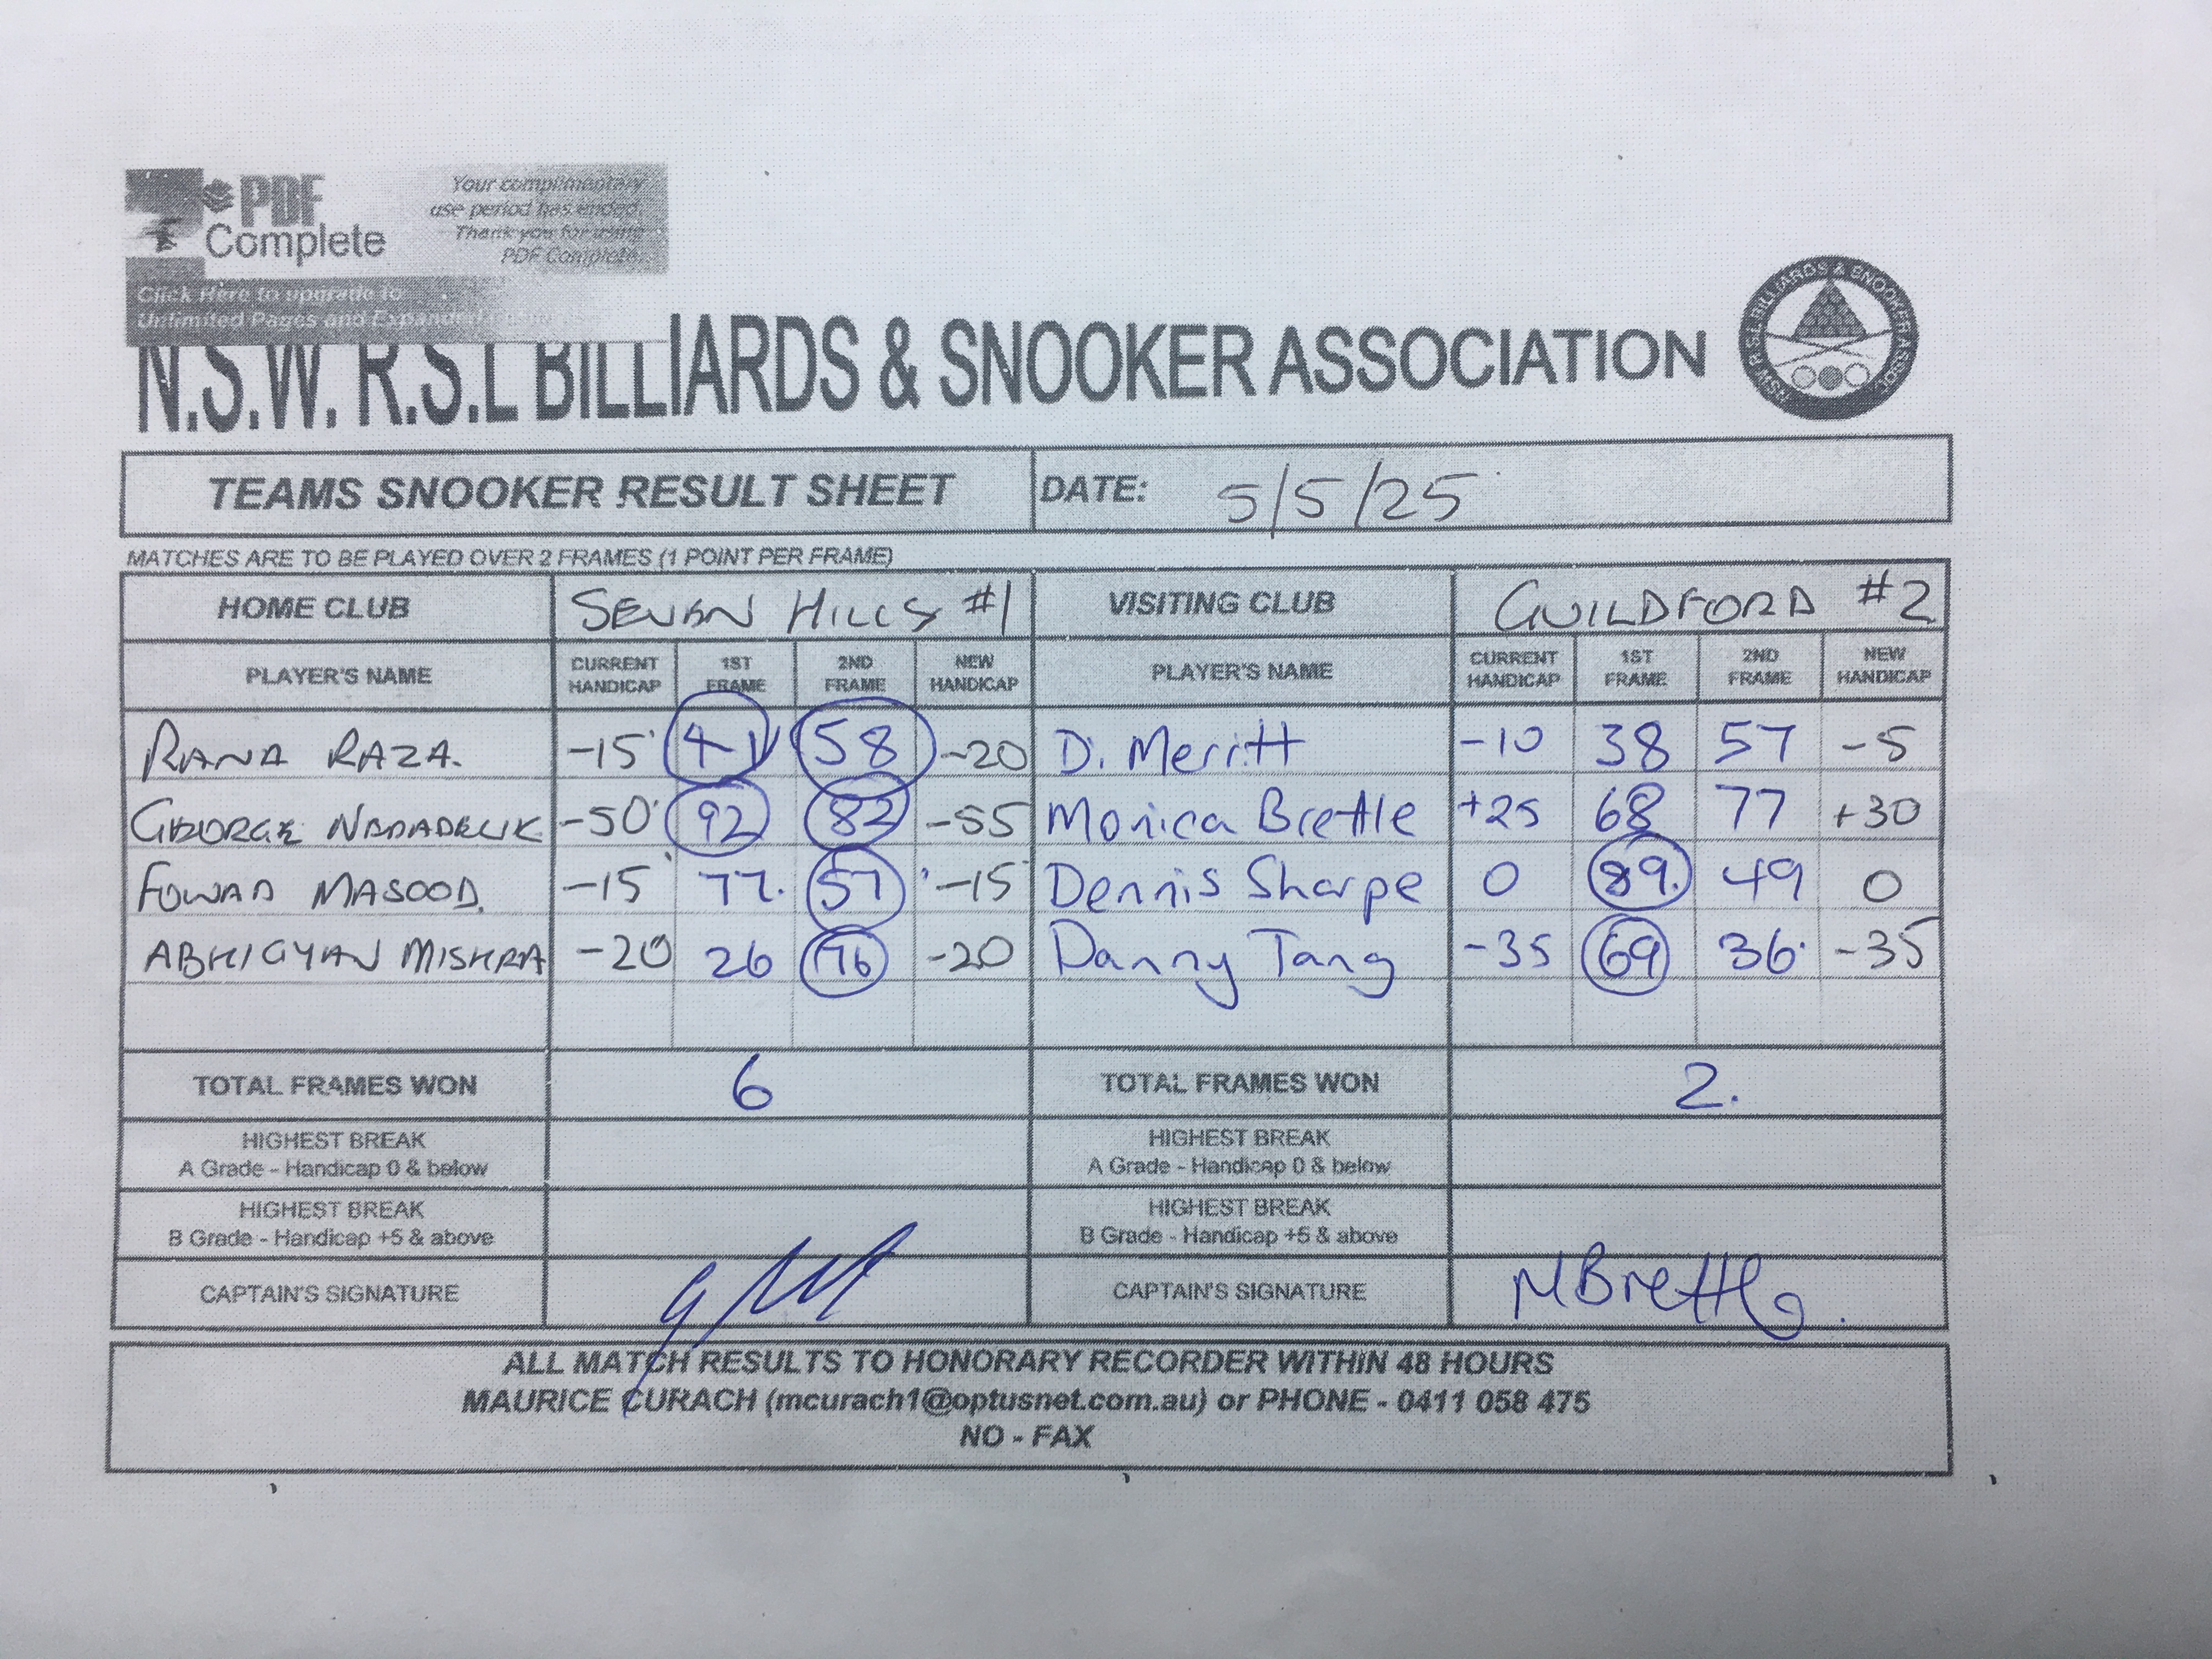 PDF
Complete
Your complimentary
use period has ended.
Thank you for using
PDF Complete.
Click Here to upgrade to
Unlimited Pages and Expanded
N.S.W. R.S.L BILLIARDS & SNOOKER ASSOCIATION
TEAMS SNOOKER RESULT SHEET DATE: 5/5/25
MATCHES ARE TO BE PLAYED OVER 2 FRAMES (1 POINT PER FRAME)
HOME CLUB SEVEN HILLS #1 VISITING CLUB GUILDFORD #2
PLAYER'S NAME CURRENT HANDICAP 1ST FRAME 2ND FRAME NEW HANDICAP PLAYER'S NAME CURRENT HANDICAP 1ST FRAME 2ND FRAME NEW HANDICAP
RANA RAZA. -15 41 58 -20 D. Merritt -10 38 57 -5
GEORGE -50 92 82 -55 Monica Brettle +25 68 77 +30
FOWAD MASOOD. -15 77. 57 -15 Dennis Sharpe 0 89. 49 0
ABHIGYAN MISHRA -20 26 76 -20 Danny Tang -35 69 36 -35
TOTAL FRAMES WON 6 TOTAL FRAMES WON 2.
HIGHEST BREAK HIGHEST BREAK
A Grade - Handicap 0 & below A Grade - Handicap 0 & below
HIGHEST BREAK HIGHEST BREAK
B Grade - Handicap +5 & above B Grade - Handicap +5 & above
CAPTAIN'S SIGNATURE CAPTAIN'S SIGNATURE MBrettle.
ALL MATCH RESULTS TO HONORARY RECORDER WITHIN 48 HOURS
MAURICE CURACH (mcurach1@optusnet.com.au) or PHONE - 0411 058 475
NO - FAX